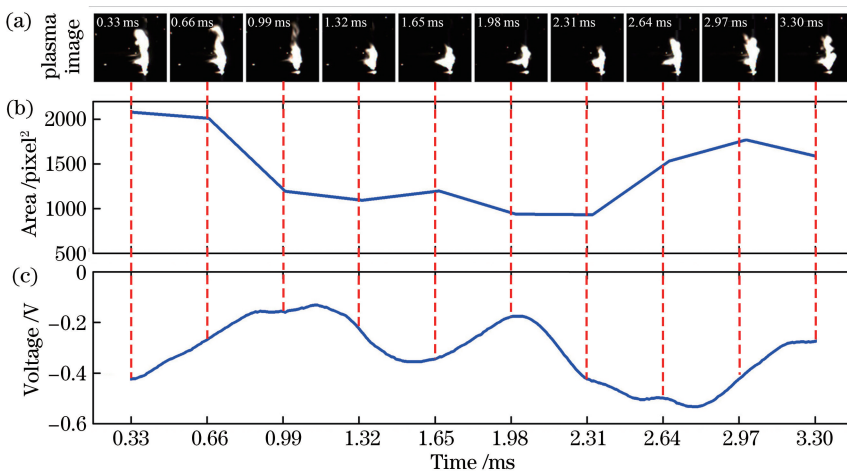 (a)
plasma
image
0.33 ms
0.66 ms
0.99 ms
1.32 ms
1.65 ms
1.98 ms
2.31 ms
2.64 ms
2.97 ms
3.30 ms
(b)
Area /pixel²
2000
1500
1000
500
(c)
Voltage /V
0
−0.2
−0.4
−0.6
0.33 0.66 0.99 1.32 1.65 1.98 2.31 2.64 2.97 3.30
Time /ms